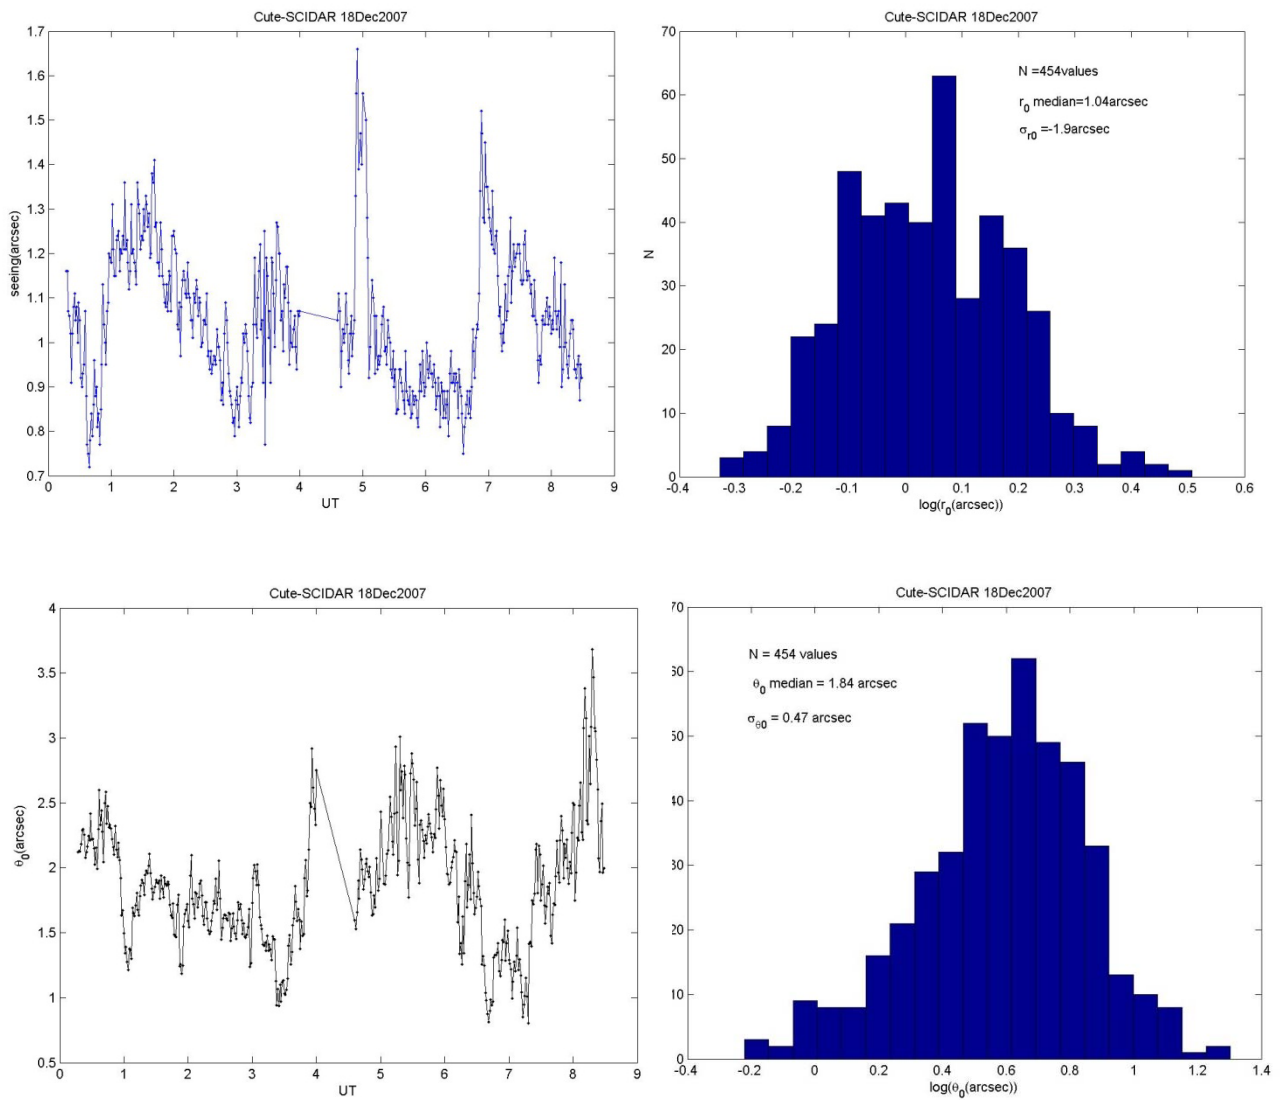 Cute-SCIDAR 18Dec2007
1.7
1.6
1.5
1.4
1.3
1.2
1.1
1
0.9
0.8
0.7
seeing(arcsec)
0 1 2 3 4 5 6 7 8 9
UT
Cute-SCIDAR 18Dec2007
70
60
50
40
30
20
10
0
N
N =454values
r0 median=1.04arcsec
σr0 =-1.9arcsec
-0.4 -0.3 -0.2 -0.1 0 0.1 0.2 0.3 0.4 0.5 0.6
log(r0(arcsec))
Cute-SCIDAR 18Dec2007
4
3.5
3
2.5
2
1.5
1
0.5
θ0(arcsec)
0 1 2 3 4 5 6 7 8 9
UT
Cute-SCIDAR 18Dec2007
70
60
50
40
30
20
10
0
N = 454 values
θ0 median = 1.84 arcsec
σθ0 = 0.47 arcsec
-0.4 -0.2 0 0.2 0.4 0.6 0.8 1 1.2 1.4
log(θ0(arcsec))